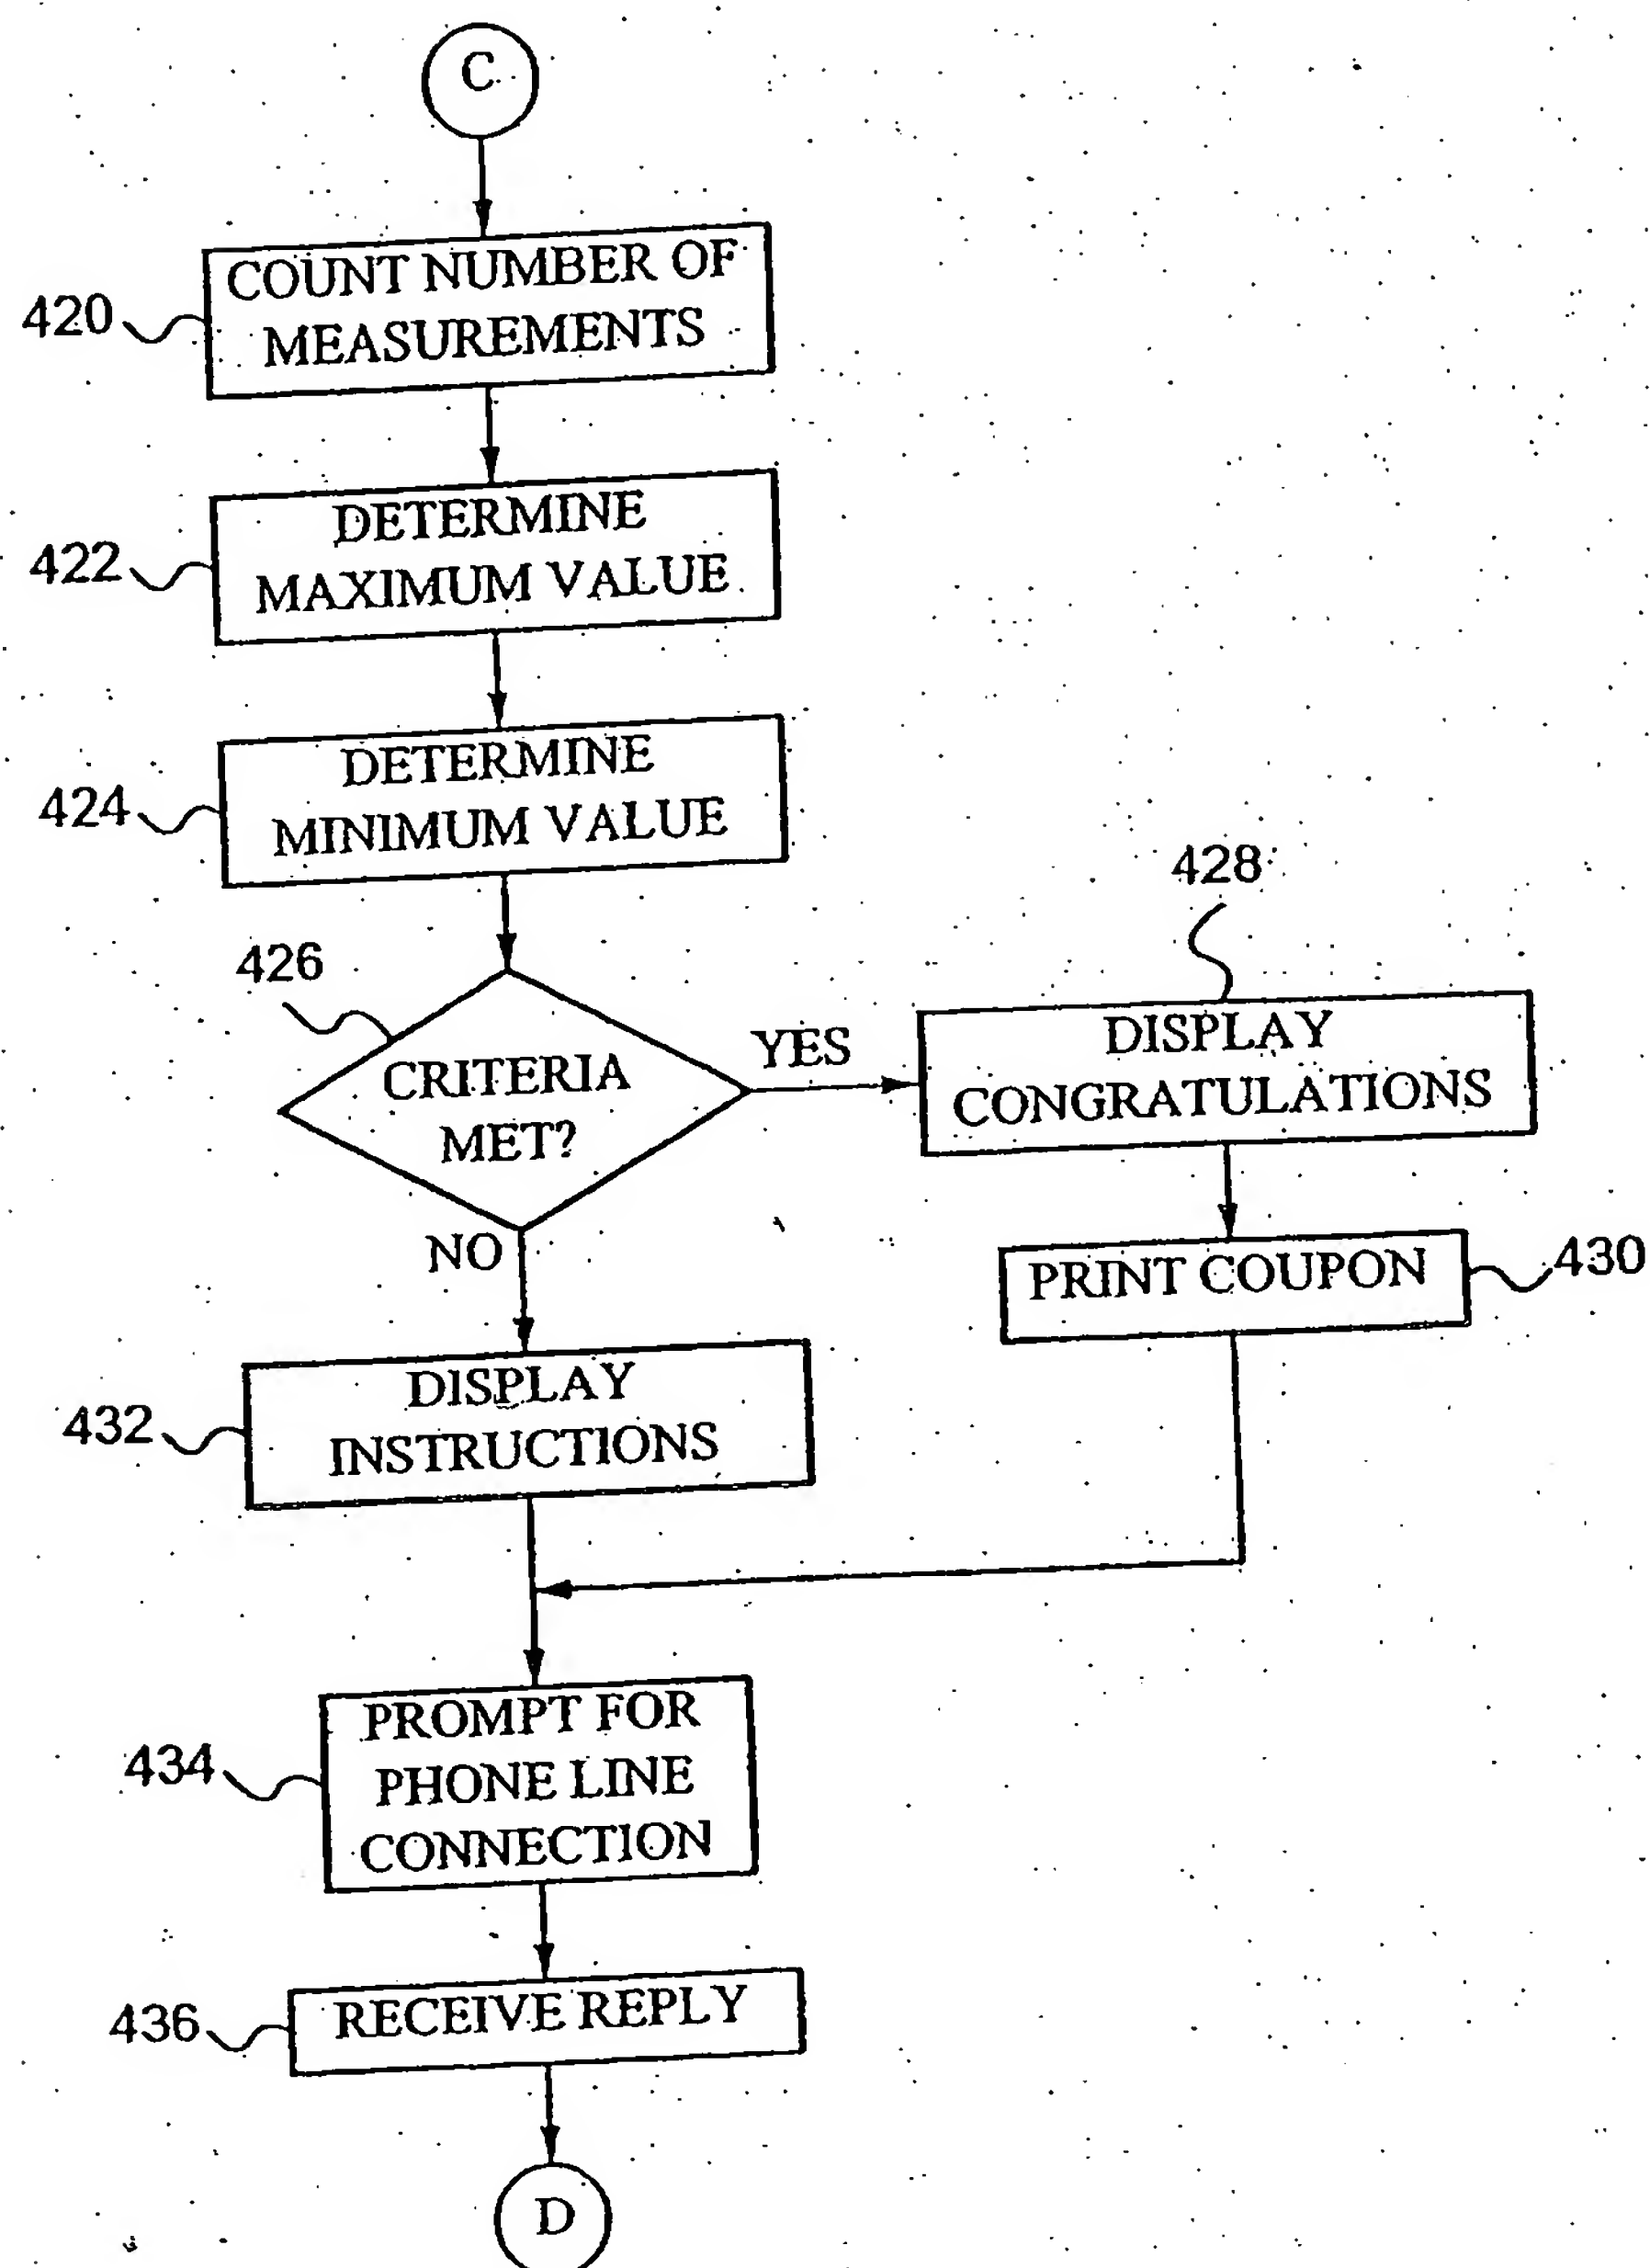 C
COUNT NUMBER OF
MEASUREMENTS
420
DETERMINE
MAXIMUM VALUE
422
DETERMINE
MINIMUM VALUE
424
428
426
CRITERIA
MET?
YES
DISPLAY
CONGRATULATIONS
NO
PRINT COUPON
430
DISPLAY
INSTRUCTIONS
432
PROMPT FOR
PHONE LINE
CONNECTION
434
RECEIVE REPLY
436
D